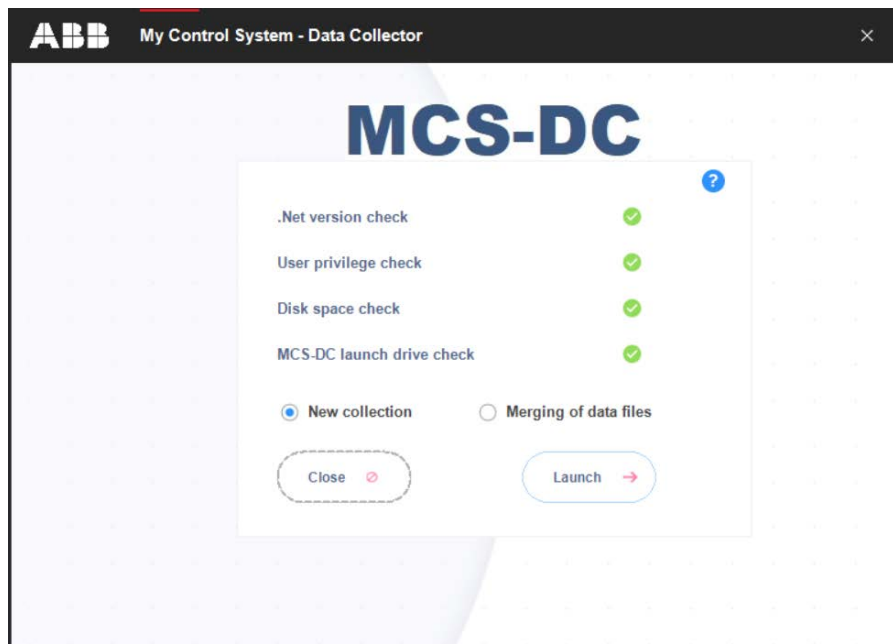 ABB My Control System - Data Collector
MCS-DC
?
.Net version check
User privilege check
Disk space check
MCS-DC launch drive check
New collection Merging of data files
Close Launch